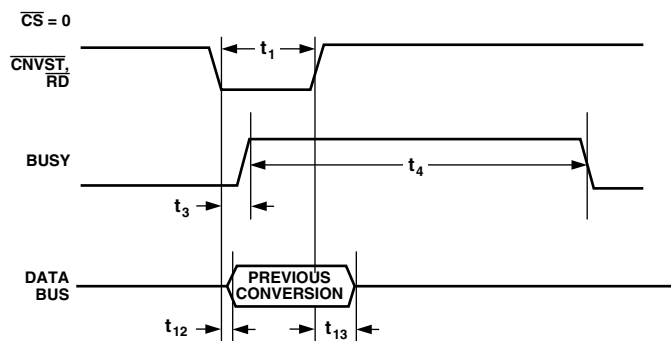 CS = 0
CNVST,
RD
t1
BUSY
t4
t3
DATA
BUS
PREVIOUS
CONVERSION
t12
t13